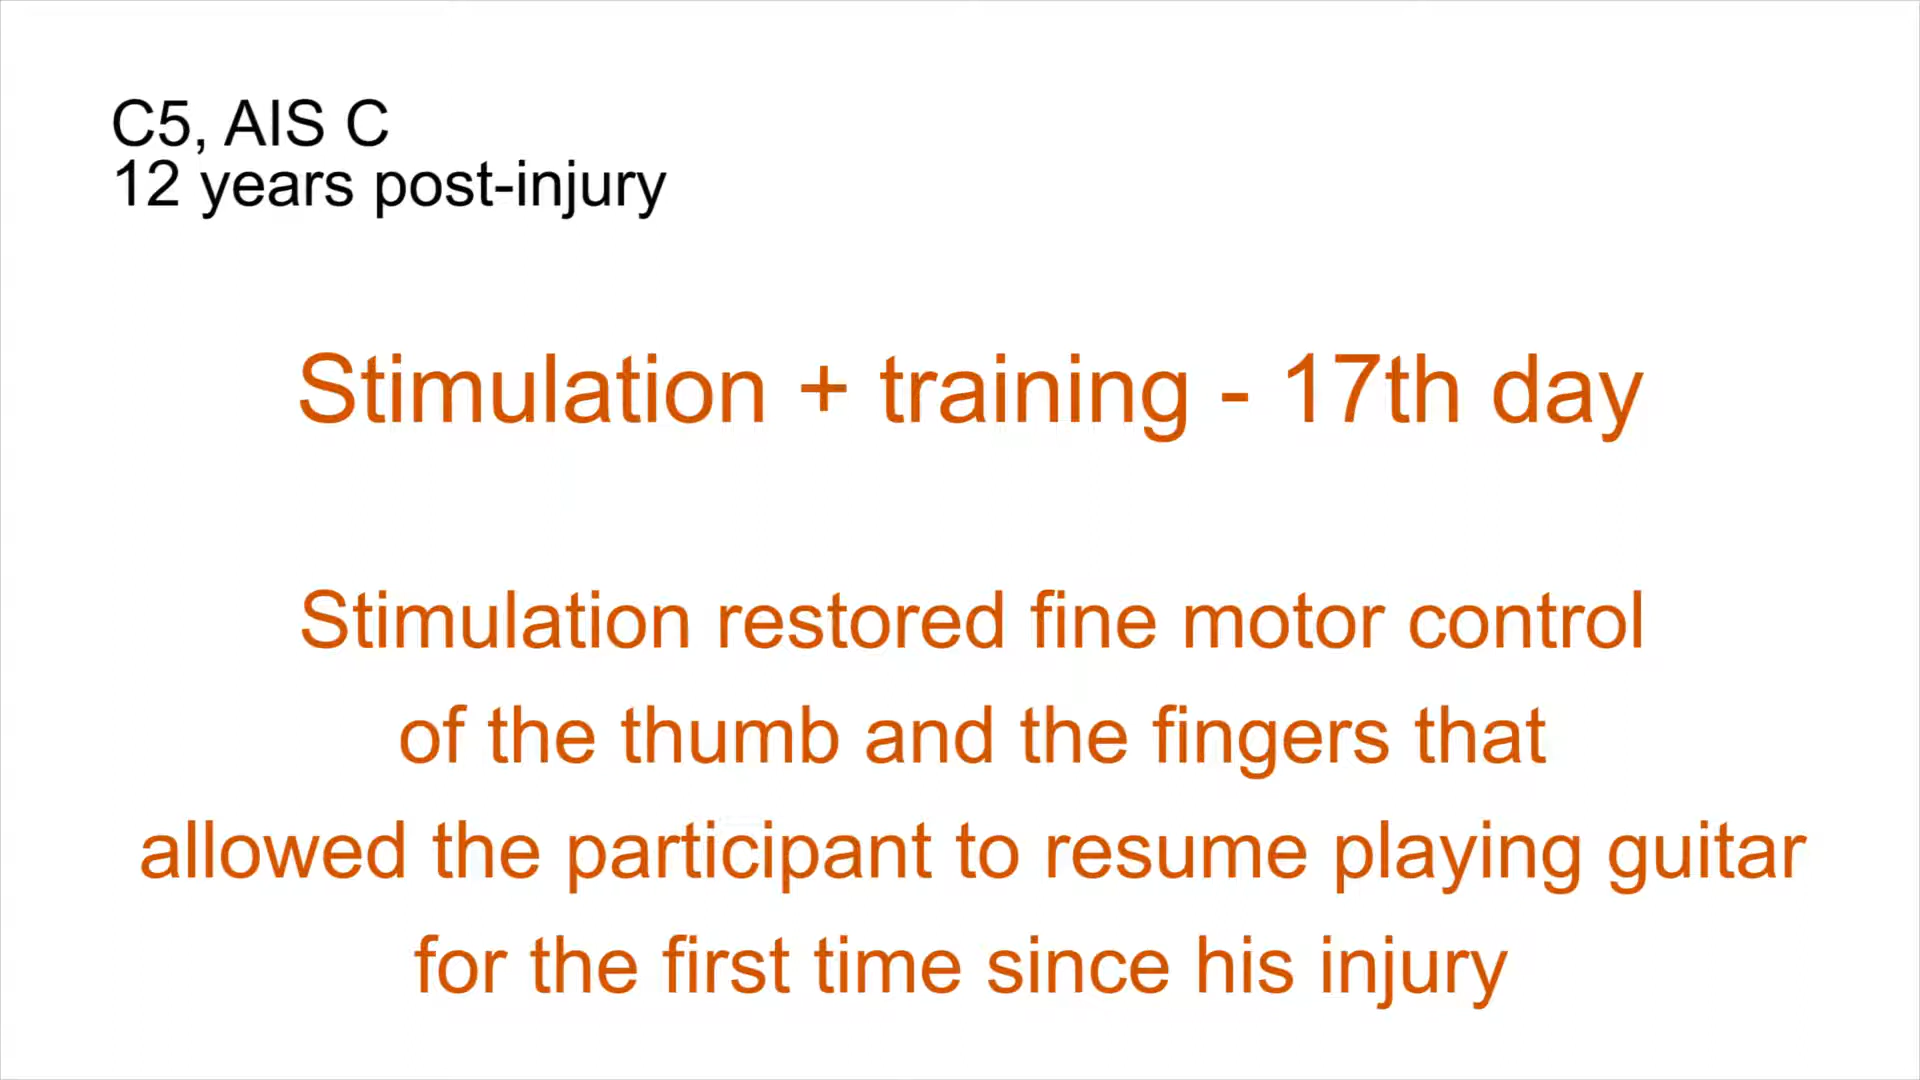 C5, AIS C
12 years post-injury
Stimulation + training - 17th day
Stimulation restored fine motor control
of the thumb and the fingers that
allowed the participant to resume playing guitar
for the first time since his injury